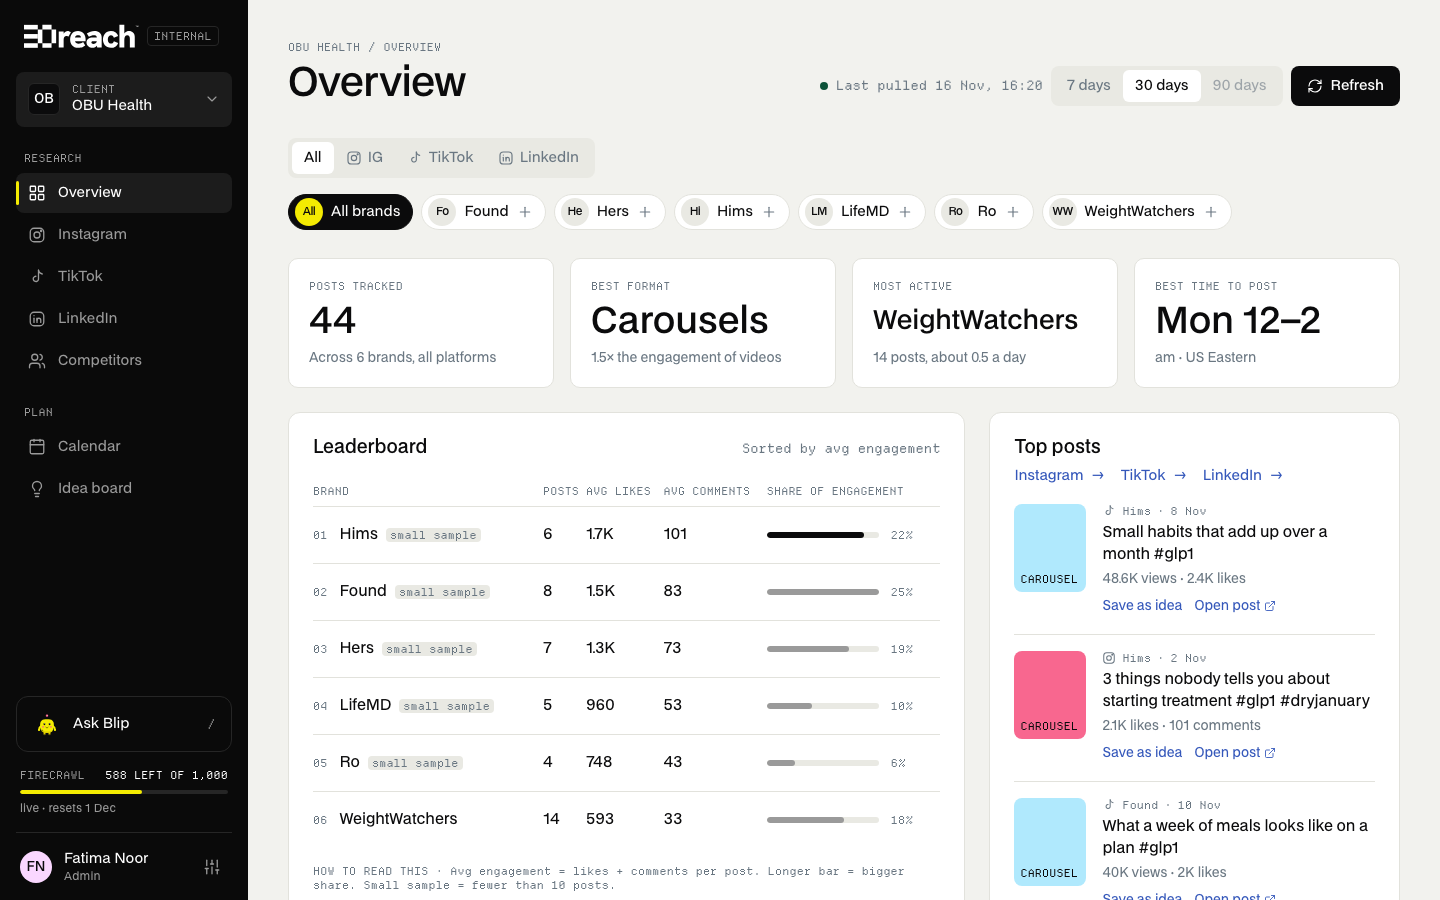 reach
INTERNAL
OB
CLIENT
OBU Health
RESEARCH
Overview
Instagram
TikTok
LinkedIn
Competitors
PLAN
Calendar
Idea board
Ask Blip
/
FIRECRAWL 588 LEFT OF 1,000
live · resets 1 Dec
FN
Fatima Noor
Admin
OBU HEALTH / OVERVIEW
Overview
Last pulled 16 Nov, 16:20
7 days
30 days
90 days
Refresh
All
IG
TikTok
LinkedIn
All All brands
Fo Found +
He Hers +
HI Hims +
LM LifeMD +
Ro Ro +
WW WeightWatchers +
POSTS TRACKED
44
Across 6 brands, all platforms
BEST FORMAT
Carousels
1.5× the engagement of videos
MOST ACTIVE
WeightWatchers
14 posts, about 0.5 a day
BEST TIME TO POST
Mon 12–2
am · US Eastern
Leaderboard
Sorted by avg engagement
BRAND POSTS AVG LIKES AVG COMMENTS SHARE OF ENGAGEMENT
01 Hims small sample 6 1.7K 101 22%
02 Found small sample 8 1.5K 83 25%
03 Hers small sample 7 1.3K 73 19%
04 LifeMD small sample 5 960 53 10%
05 Ro small sample 4 748 43 6%
06 WeightWatchers 14 593 33 18%
HOW TO READ THIS · Avg engagement = likes + comments per post. Longer bar = bigger
share. Small sample = fewer than 10 posts.
Top posts
Instagram → TikTok → LinkedIn →
CAROUSEL
Hims · 8 Nov
Small habits that add up over a
month #glp1
48.6K views · 2.4K likes
Save as idea Open post
CAROUSEL
Hims · 2 Nov
3 things nobody tells you about
starting treatment #glp1 #dryjanuary
2.1K likes · 101 comments
Save as idea Open post
CAROUSEL
Found · 10 Nov
What a week of meals looks like on a
plan #glp1
40K views · 2K likes
Save as idea Open post